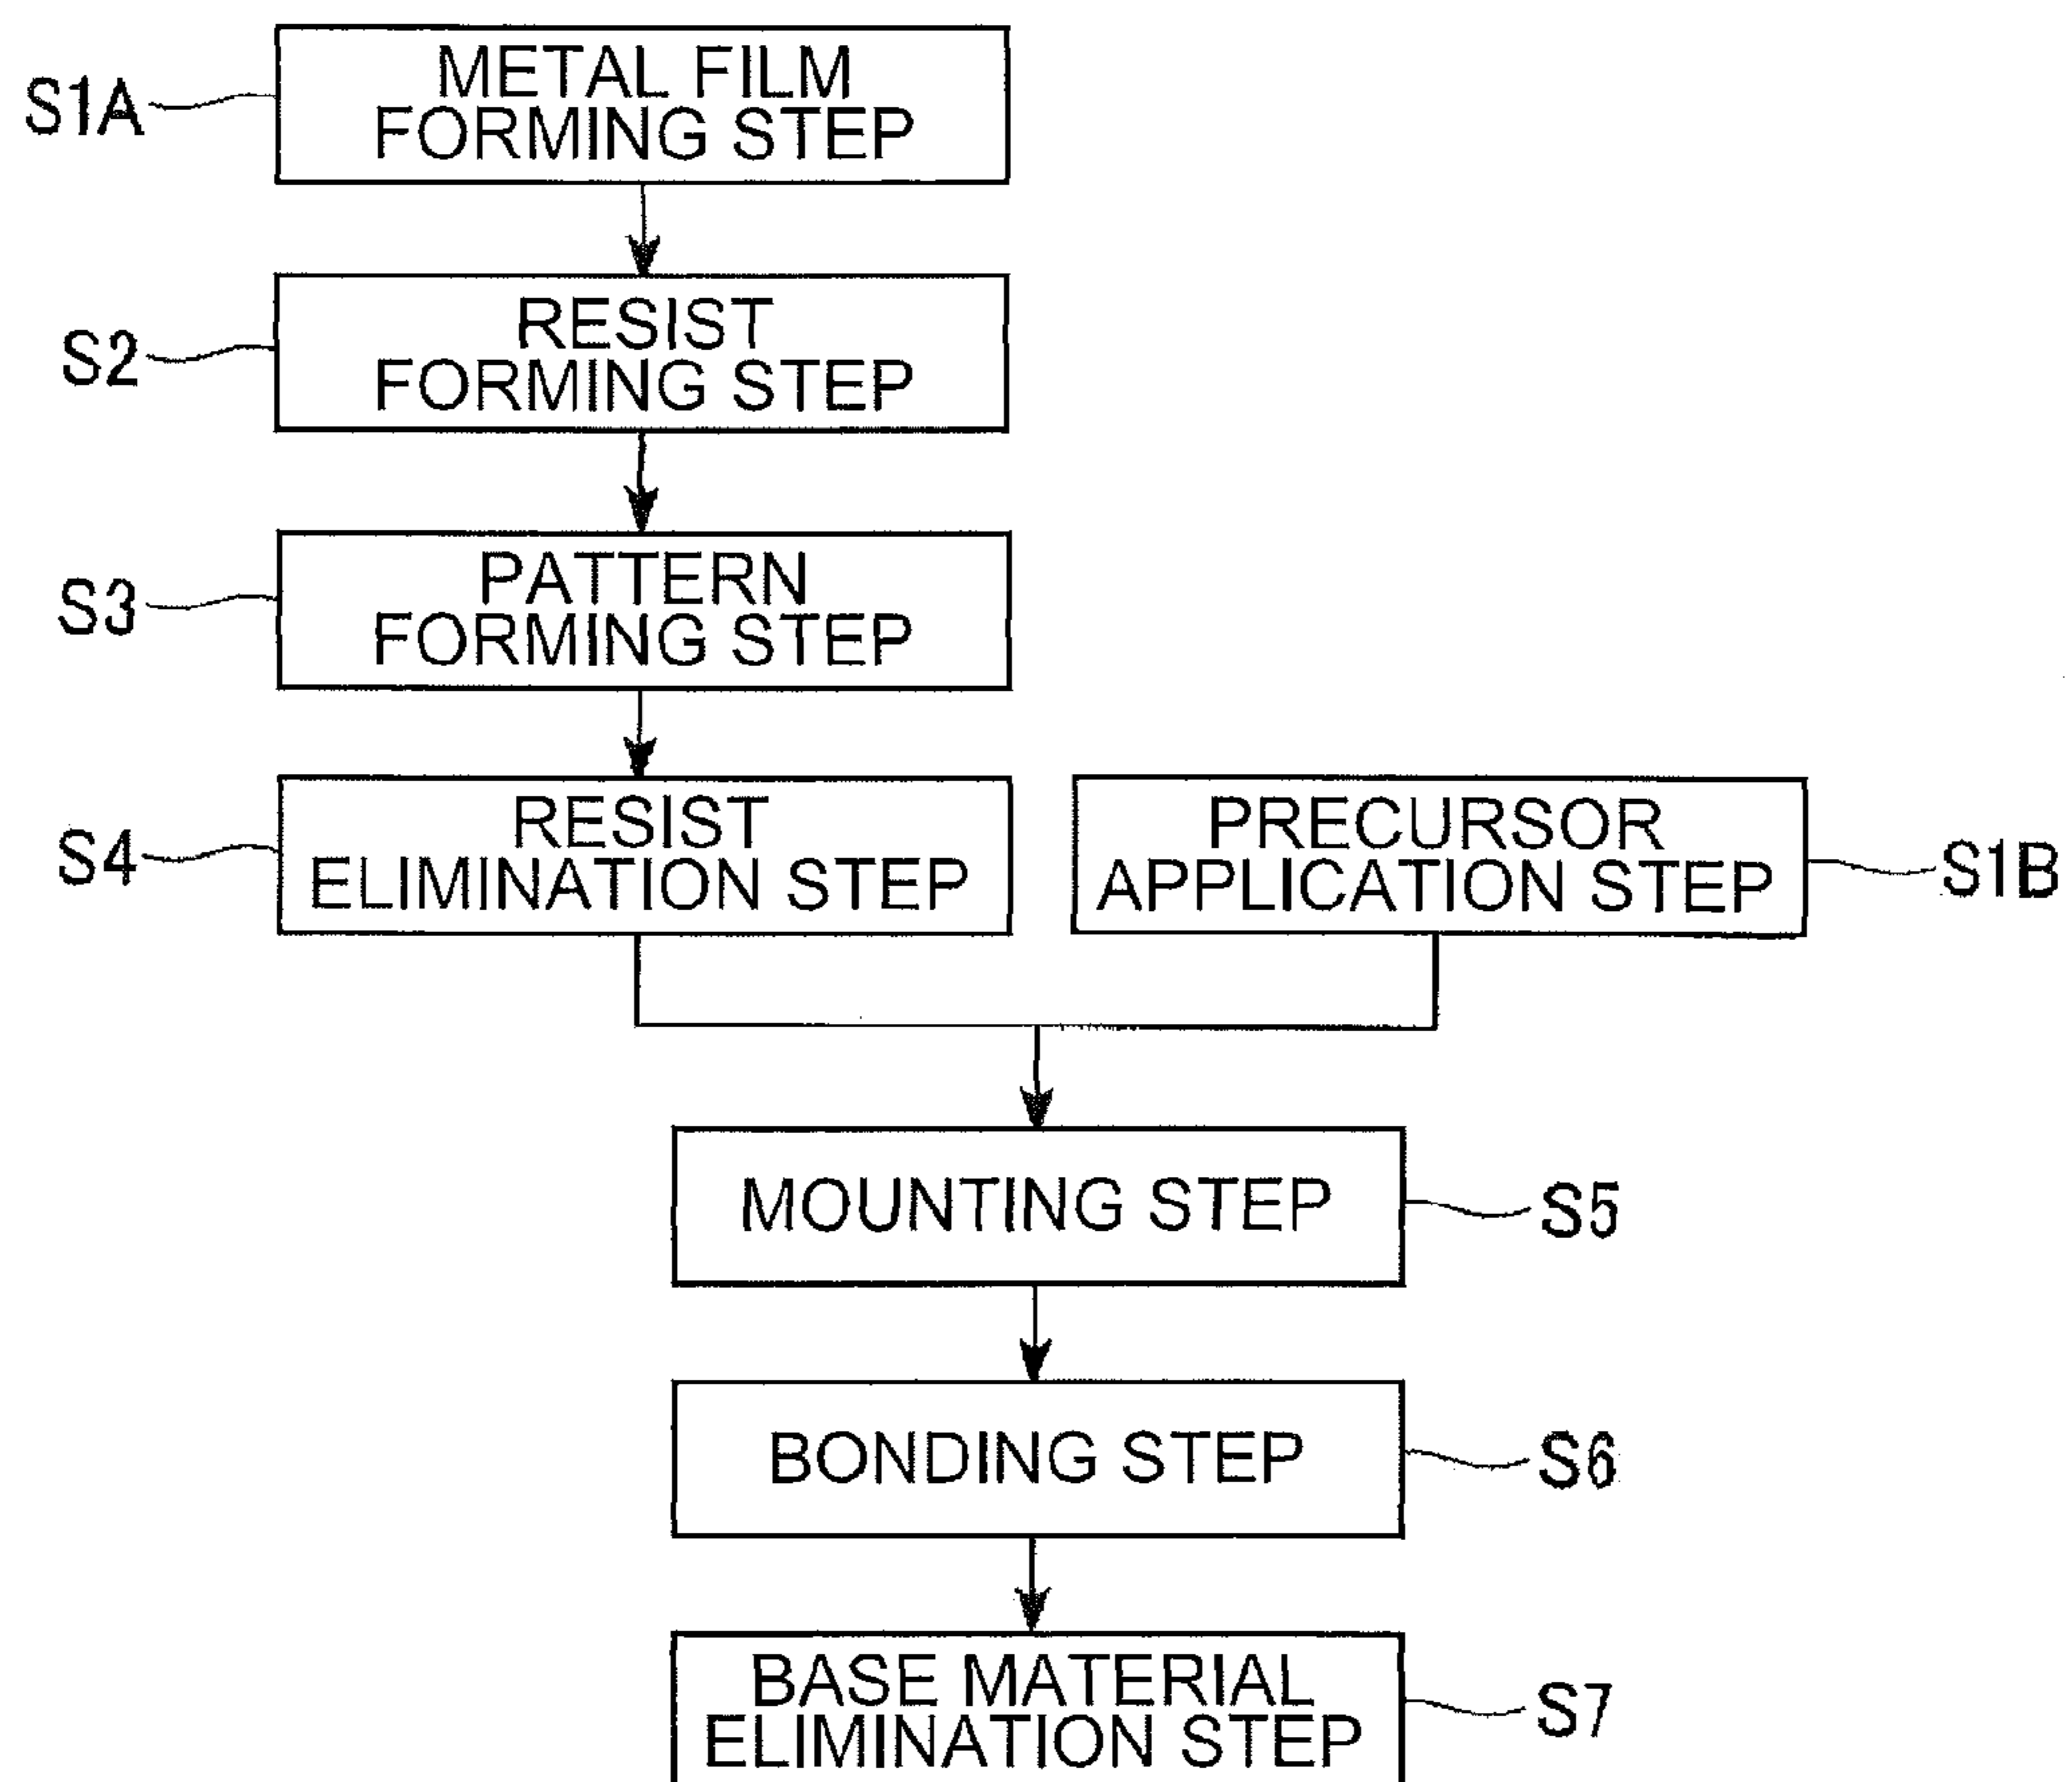 S1A
METAL FILM
FORMING STEP
S2
RESIST
FORMING STEP
S3
PATTERN
FORMING STEP
S4
RESIST
ELIMINATION STEP
PRECURSOR
APPLICATION STEP
S1B
MOUNTING STEP
S5
BONDING STEP
S6
BASE MATERIAL
ELIMINATION STEP
S7